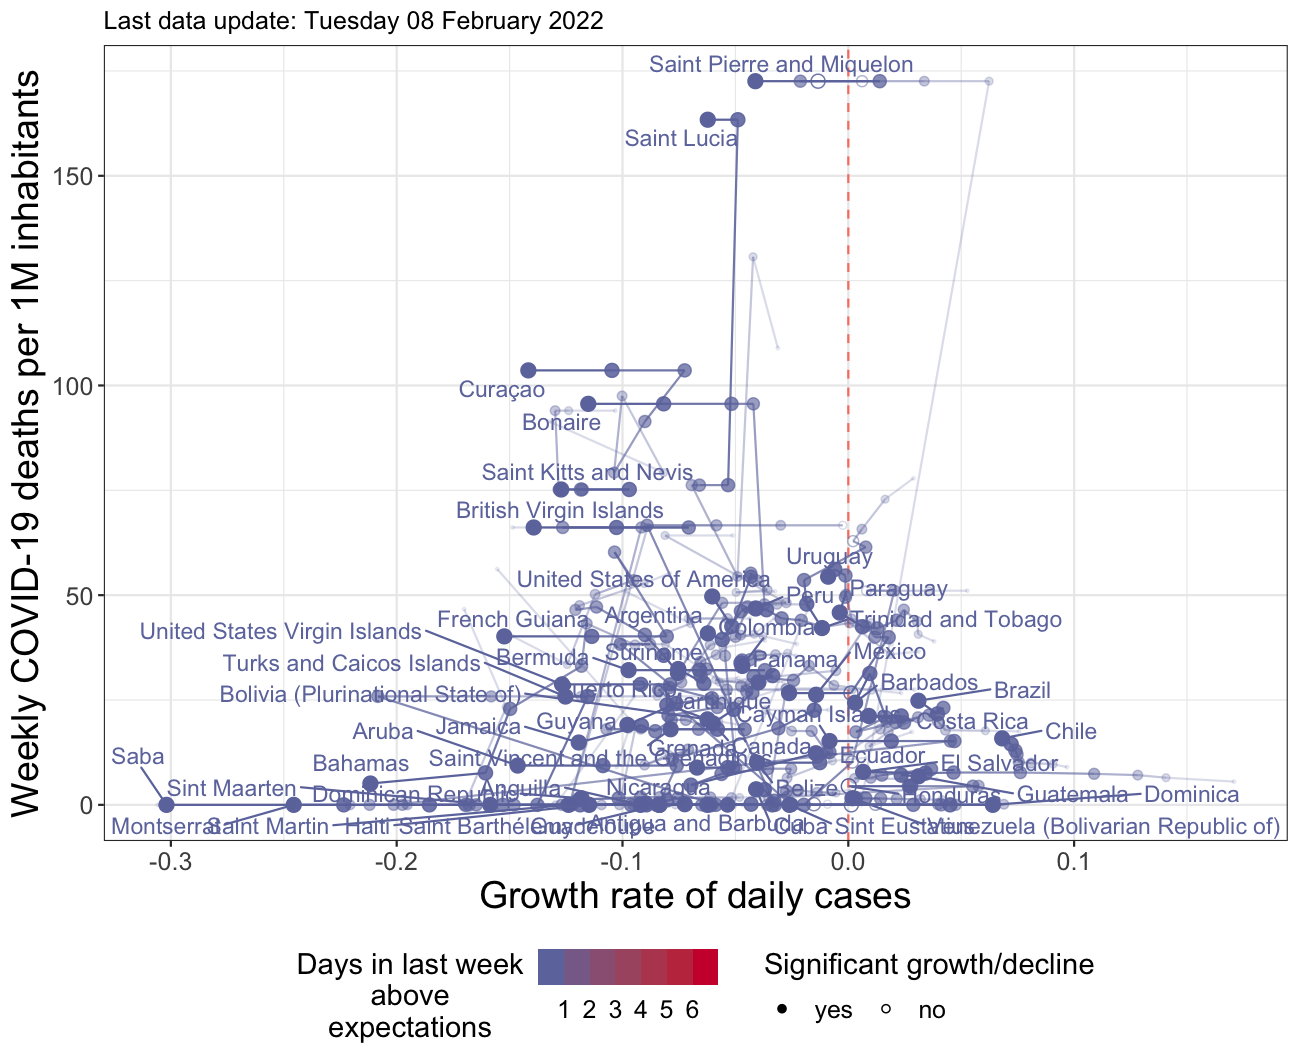 Last data update: Tuesday 08 February 2022
Weekly COVID-19 deaths per 1M inhabitants
Saint Pierre and Miquelon
Saint Lucia
150
100
Curaçao
Bonaire
Saint Kitts and Nevis
British Virgin Islands
Uruguay
United States of America
50
Peru
Paraguay
French Guiana
Argentina
Trinidad and Tobago
United States Virgin Islands
Colombia
Bermuda
Suriname
Panama
Mexico
Turks and Caicos Islands
Bolivia (Plurinational State of)
Puerto Rico
Barbados
Brazil
Martinique
Aruba
Jamaica
Guyana
Cayman Islands
Costa Rica
Chile
Saba
Bahamas
Saint Vincent and the Grenadines
Grenada
Canada
Ecuador
El Salvador
Sint Maarten
Dominican Republic
Anguilla
Nicaragua
Belize
Honduras
Guatemala
Dominica
0
Montserrat
Saint Martin
Haiti
Saint Barthélemy
Guadeloupe
Antigua and Barbuda
Cuba
Sint Eustatius
Venezuela (Bolivarian Republic of)
-0.3
-0.2
-0.1
0.0
0.1
Growth rate of daily cases
Days in last week
above
expectations
1 2 3 4 5 6
Significant growth/decline
yes
no